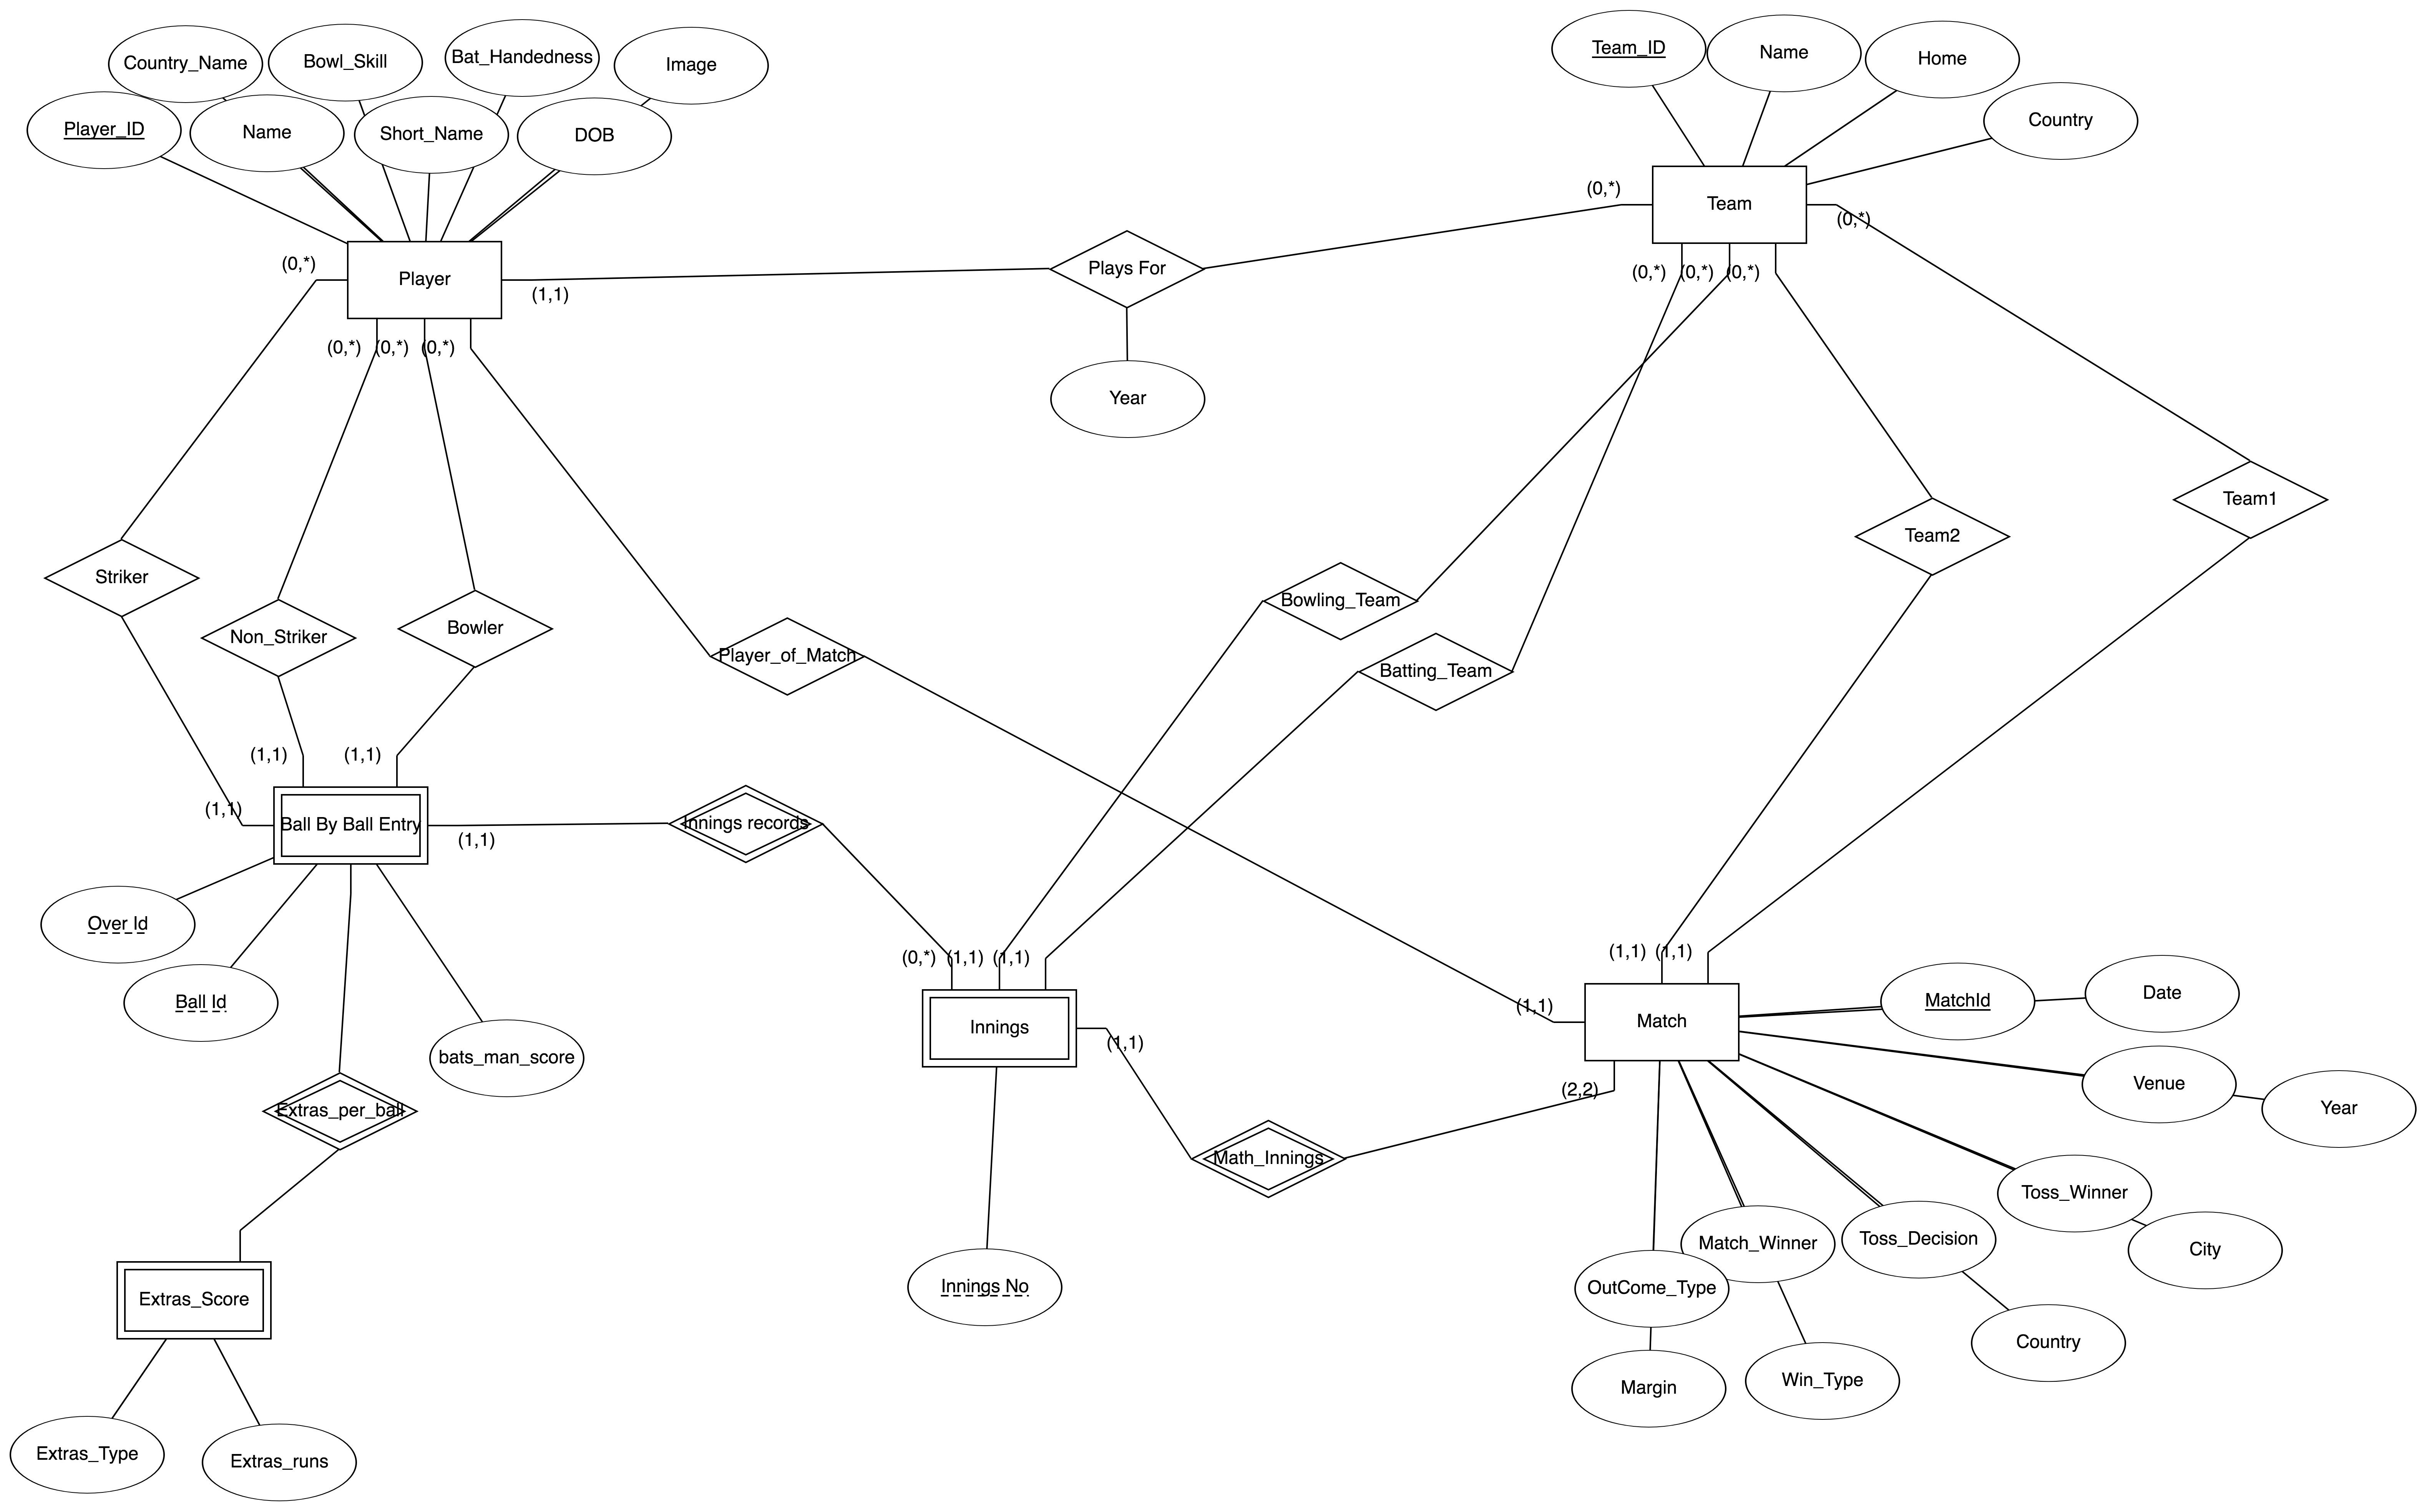 Country_Name
Bowl_Skill
Bat_Handedness
Image
Player_ID
Name
Short_Name
DOB
Team_ID
Name
Home
Country
Player
Team
Plays For
Year
(0,*)
(1,1)
(0,*)
(0,*)
(0,*) (0,*) (0,*)
(0,*) (0,*) (0,*)
Striker
Non_Striker
Bowler
Player_of_Match
Bowling_Team
Batting_Team
Team2
Team1
(1,1)
(1,1)
(1,1)
Ball By Ball Entry
(1,1)
Innings records
Over Id
Ball Id
bats_man_score
Extras_per_ball
Extras_Score
Extras_Type
Extras_runs
(0,*) (1,1) (1,1)
Innings
(1,1)
Innings No
Math_Innings
(1,1) (1,1)
(1,1)
Match
(2,2)
MatchId
Date
Venue
Year
Toss_Winner
City
Toss_Decision
Country
Match_Winner
Win_Type
OutCome_Type
Margin